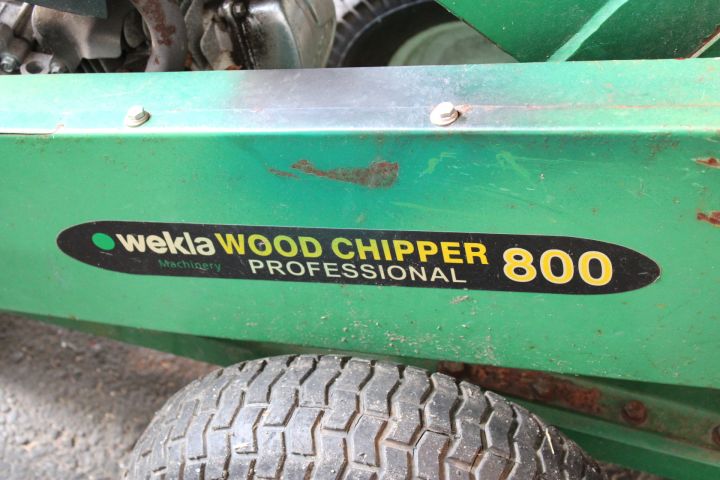 wekla WOOD CHIPPER 800
Machinery PROFESSIONAL